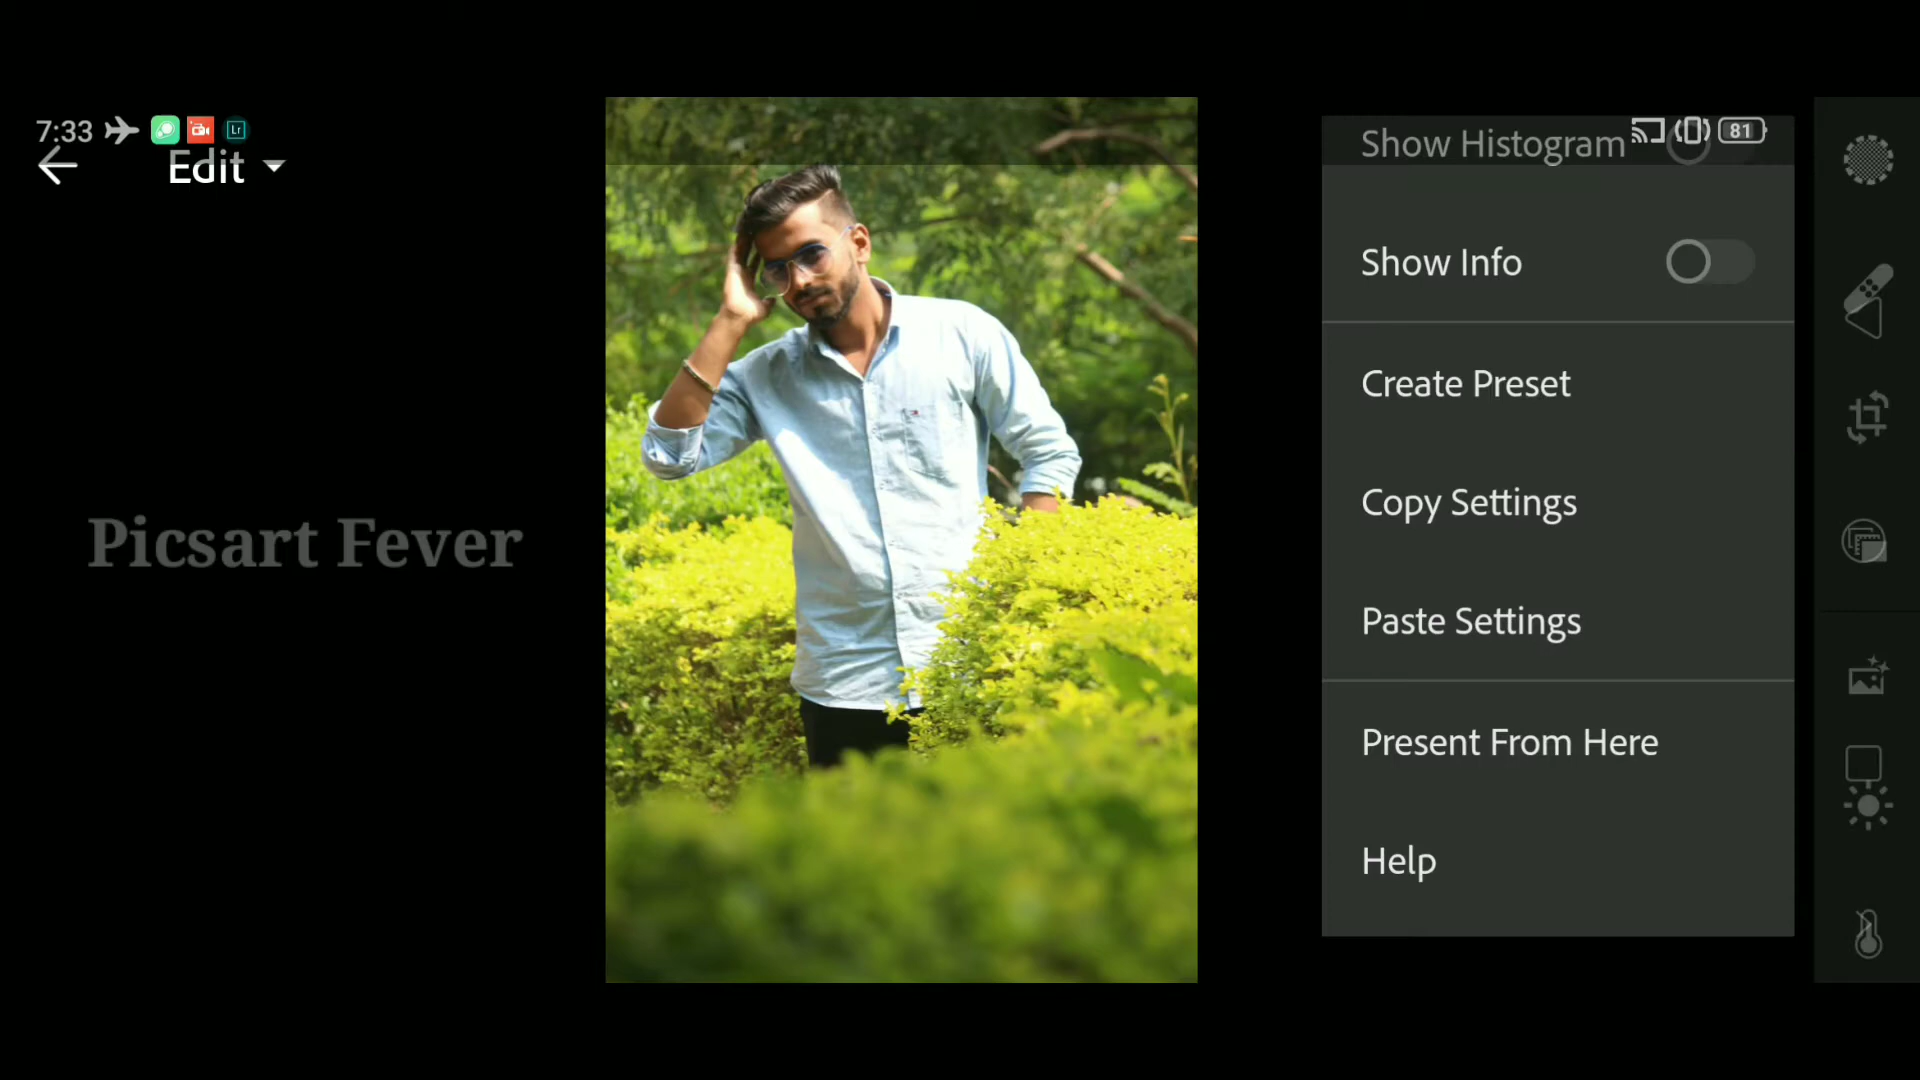 7:33
Lr
81
Edit
Show Histogram
Show Info
Create Preset
Copy Settings
Paste Settings
Present From Here
Help
Picsart Fever